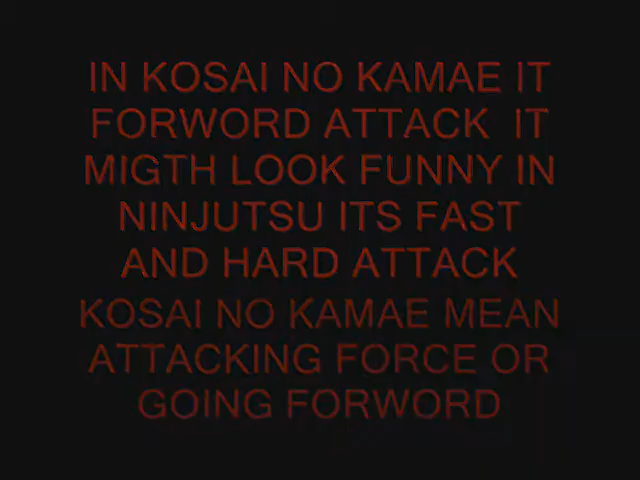 IN KOSAI NO KAMAE IT
FORWORD ATTACK  IT
MIGTH LOOK FUNNY IN
NINJUTSU ITS FAST
AND HARD ATTACK
KOSAI NO KAMAE MEAN
ATTACKING FORCE OR
GOING FORWORD